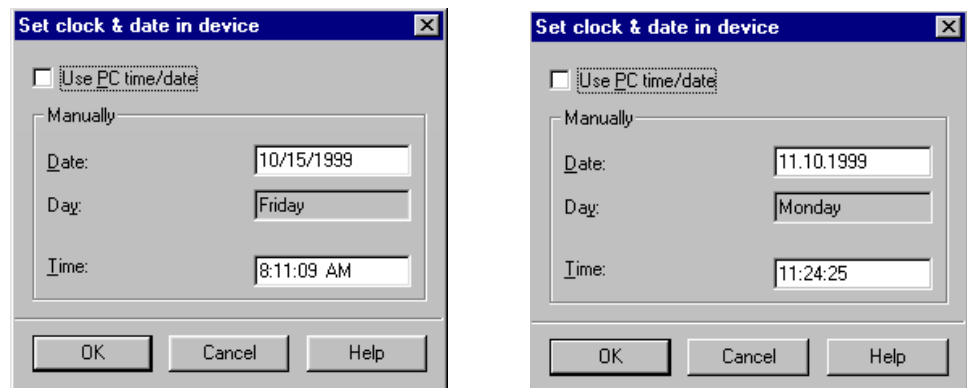 Set clock & date in device
Use PC time/date
Manually
Date: 10/15/1999
Day: Friday
Time: 8:11:09 AM
OK Cancel Help
Set clock & date in device
Use PC time/date
Manually
Date: 11.10.1999
Day: Monday
Time: 11:24:25
OK Cancel Help